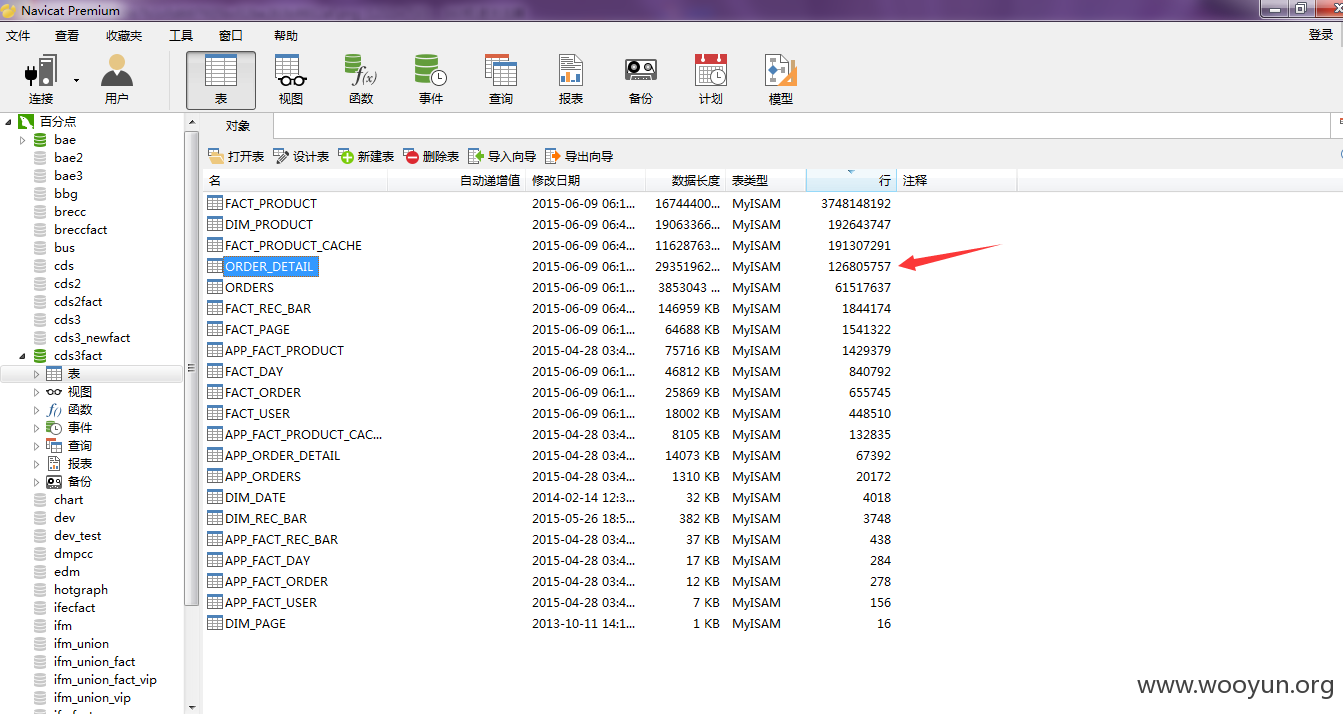 Navicat Premium
文件 查看 收藏夹 工具 窗口 帮助 登录
连接 用户 表 视图 函数 事件 查询 报表 备份 计划 模型
百分点
bae
bae2
bae3
bbg
brecc
breccfact
bus
cds
cds2
cds2fact
cds3
cds3_newfact
cds3fact
表
视图
函数
事件
查询
报表
备份
chart
dev
dev_test
dmpcc
edm
hotgraph
ifecfact
ifm
ifm_union
ifm_union_fact
ifm_union_fact_vip
ifm_union_vip
对象
打开表 设计表 新建表 删除表 导入向导 导出向导
名 自动递增值 修改日期 数据长度 表类型 行 注释
FACT_PRODUCT 2015-06-09 06:1... 16744400... MyISAM 3748148192
DIM_PRODUCT 2015-06-09 06:4... 19063366... MyISAM 192643747
FACT_PRODUCT_CACHE 2015-06-09 06:4... 11628763... MyISAM 191307291
ORDER_DETAIL 2015-06-09 06:1... 29351962... MyISAM 126805757
ORDERS 2015-06-09 06:1... 3853043 ... MyISAM 61517637
FACT_REC_BAR 2015-06-09 06:4... 146959 KB MyISAM 1844174
FACT_PAGE 2015-06-09 06:1... 64688 KB MyISAM 1541322
APP_FACT_PRODUCT 2015-04-28 03:4... 75716 KB MyISAM 1429379
FACT_DAY 2015-06-09 06:1... 46812 KB MyISAM 840792
FACT_ORDER 2015-06-09 06:1... 25869 KB MyISAM 655745
FACT_USER 2015-06-09 06:1... 18002 KB MyISAM 448510
APP_FACT_PRODUCT_CAC... 2015-04-28 03:4... 8105 KB MyISAM 132835
APP_ORDER_DETAIL 2015-04-28 03:4... 14073 KB MyISAM 67392
APP_ORDERS 2015-04-28 03:4... 1310 KB MyISAM 20172
DIM_DATE 2014-02-14 12:3... 32 KB MyISAM 4018
DIM_REC_BAR 2015-05-26 18:5... 382 KB MyISAM 3748
APP_FACT_REC_BAR 2015-04-28 03:4... 37 KB MyISAM 438
APP_FACT_DAY 2015-04-28 03:4... 17 KB MyISAM 284
APP_FACT_ORDER 2015-04-28 03:4... 12 KB MyISAM 278
APP_FACT_USER 2015-04-28 03:4... 7 KB MyISAM 156
DIM_PAGE 2013-10-11 14:1... 1 KB MyISAM 16
www.wooyun.org